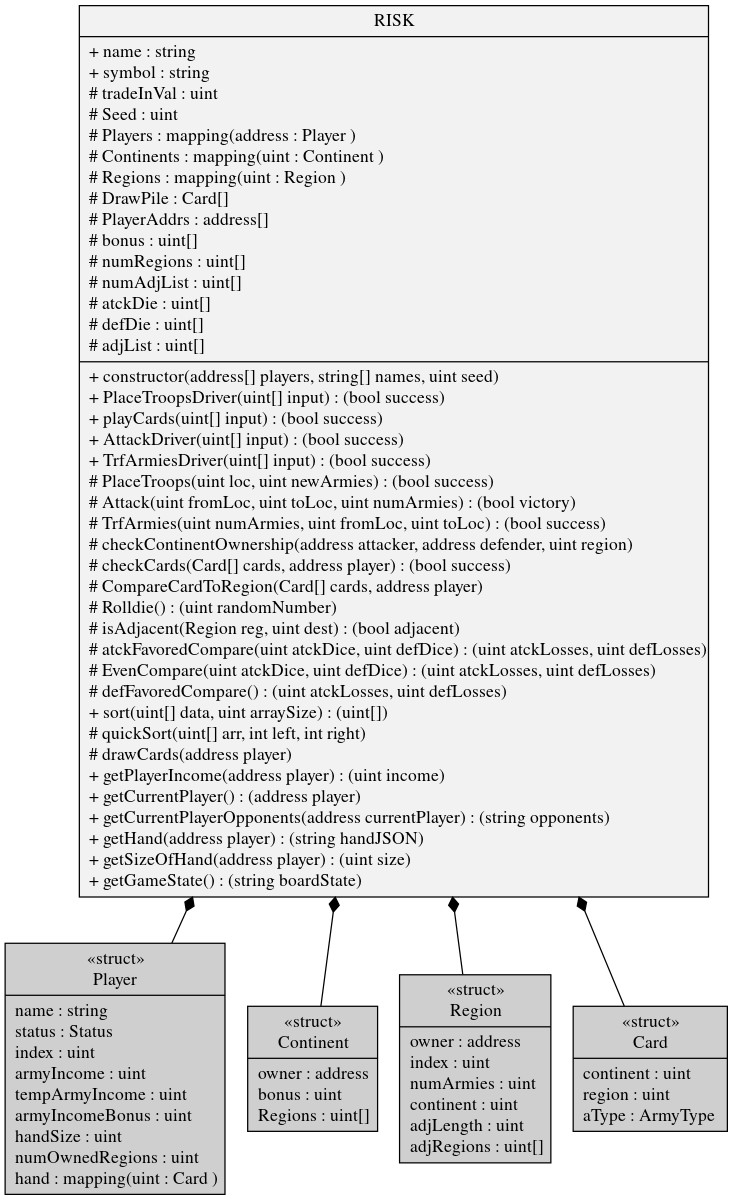 RISK
+ name : string
+ symbol : string
# tradeInVal : uint
# Seed : uint
# Players : mapping(address : Player )
# Continents : mapping(uint : Continent )
# Regions : mapping(uint : Region )
# DrawPile : Card[]
# PlayerAddrs : address[]
# bonus : uint[]
# numRegions : uint[]
# numAdjList : uint[]
# atckDie : uint[]
# defDie : uint[]
# adjList : uint[]
+ constructor(address[] players, string[] names, uint seed)
+ PlaceTroopsDriver(uint[] input) : (bool success)
+ playCards(uint[] input) : (bool success)
+ AttackDriver(uint[] input) : (bool success)
+ TrfArmiesDriver(uint[] input) : (bool success)
# PlaceTroops(uint loc, uint newArmies) : (bool success)
# Attack(uint fromLoc, uint toLoc, uint numArmies) : (bool victory)
# TrfArmies(uint numArmies, uint fromLoc, uint toLoc) : (bool success)
# checkContinentOwnership(address attacker, address defender, uint region)
# checkCards(Card[] cards, address player) : (bool success)
# CompareCardToRegion(Card[] cards, address player)
# Rolldie() : (uint randomNumber)
# isAdjacent(Region reg, uint dest) : (bool adjacent)
# atckFavoredCompare(uint atckDice, uint defDice) : (uint atckLosses, uint defLosses)
# EvenCompare(uint atckDice, uint defDice) : (uint atckLosses, uint defLosses)
# defFavoredCompare() : (uint atckLosses, uint defLosses)
+ sort(uint[] data, uint arraySize) : (uint[])
# quickSort(uint[] arr, int left, int right)
# drawCards(address player)
+ getPlayerIncome(address player) : (uint income)
+ getCurrentPlayer() : (address player)
+ getCurrentPlayerOpponents(address currentPlayer) : (string opponents)
+ getHand(address player) : (string handJSON)
+ getSizeOfHand(address player) : (uint size)
+ getGameState() : (string boardState)
«struct»
Player
name : string
status : Status
index : uint
armyIncome : uint
tempArmyIncome : uint
armyIncomeBonus : uint
handSize : uint
numOwnedRegions : uint
hand : mapping(uint : Card )
«struct»
Continent
owner : address
bonus : uint
Regions : uint[]
«struct»
Region
owner : address
index : uint
numArmies : uint
continent : uint
adjLength : uint
adjRegions : uint[]
«struct»
Card
continent : uint
region : uint
aType : ArmyType